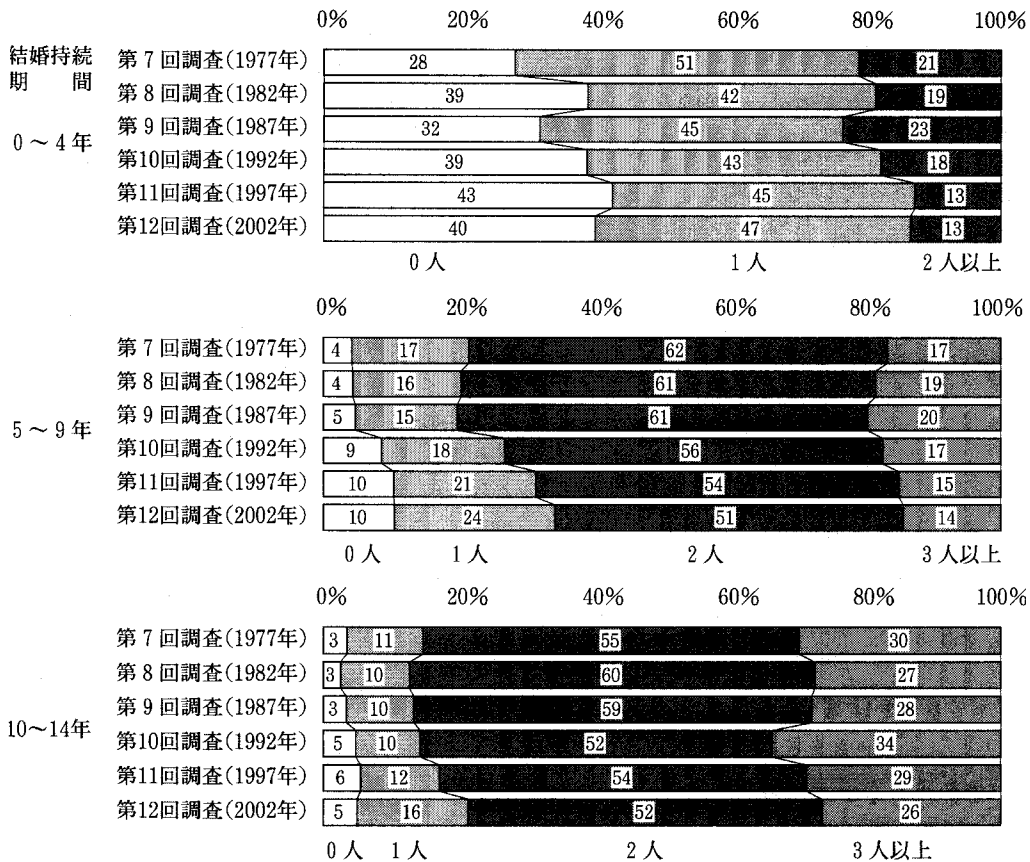 0% 20% 40% 60% 80% 100%
結婚持続
期 間
0～4年
第7回調査(1977年) 28 51 21
第8回調査(1982年) 39 42 19
第9回調査(1987年) 32 45 23
第10回調査(1992年) 39 43 18
第11回調査(1997年) 43 45 13
第12回調査(2002年) 40 47 13
0人 1人 2人以上
0% 20% 40% 60% 80% 100%
5～9年
第7回調査(1977年) 4 17 62 17
第8回調査(1982年) 4 16 61 19
第9回調査(1987年) 5 15 61 20
第10回調査(1992年) 9 18 56 17
第11回調査(1997年) 10 21 54 15
第12回調査(2002年) 10 24 51 14
0人 1人 2人 3人以上
0% 20% 40% 60% 80% 100%
10～14年
第7回調査(1977年) 3 11 55 30
第8回調査(1982年) 3 10 60 27
第9回調査(1987年) 3 10 59 28
第10回調査(1992年) 5 10 52 34
第11回調査(1997年) 6 12 54 29
第12回調査(2002年) 5 16 52 26
0人 1人 2人 3人以上